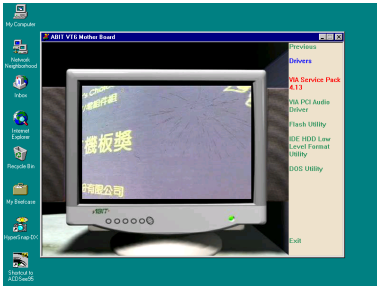 My Computer
Network
Neighborhood
Inbox
Internet
Explorer
Recycle Bin
My Briefcase
HyperSnap-DX
Shortcut to
ACDSee95
ABIT VT6 Mother Board
機板獎
有限公司
ABIT
Previous
Drivers
VIA Service Pack
4.13
VIA PCI Audio
Driver
Flash Utility
IDE HDD Low
Level Format
Utility
DOS Utility
Exit